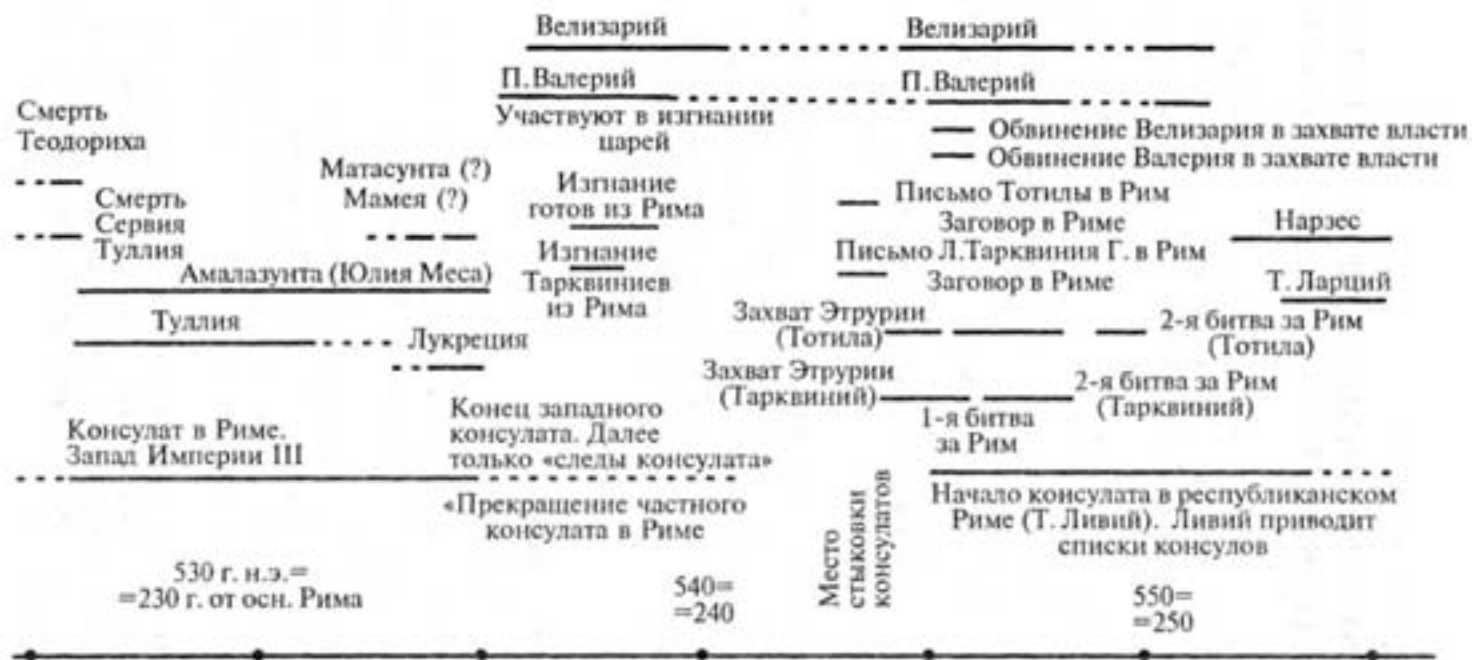 Велизарий
Велизарий
П.Валерий
П.Валерий
Участвуют в изгнании
царей
Смерть
Теодориха
Обвинение Велизария в захвате власти
Обвинение Валерия в захвате власти
Матасунта (?)
Мамея (?)
Изгнание
готов из Рима
Письмо Тотилы в Рим
Заговор в Риме
Смерть
Сервия
Туллия
Нарзес
Изгнание
Тарквиниев
из Рима
Письмо Л.Тарквиния Г. в Рим
Заговор в Риме
Амалазунта (Юлия Меса)
Т. Ларций
Туллия
Лукреция
Захват Этрурии
(Тотила)
2-я битва за Рим
(Тотила)
Захват Этрурии
(Тарквиний)
2-я битва за Рим
(Тарквиний)
1-я битва
за Рим
Консулат в Риме.
Запад Империи III
Конец западного
консулата. Далее
только «следы консулата»
«Прекращение частного
консулата в Риме
Место
стыковки
консулатов
Начало консулата в республиканском
Риме (Т. Ливий). Ливий приводит
списки консулов
530 г. н.э.=
=230 г. от осн. Рима
540=
=240
550=
=250